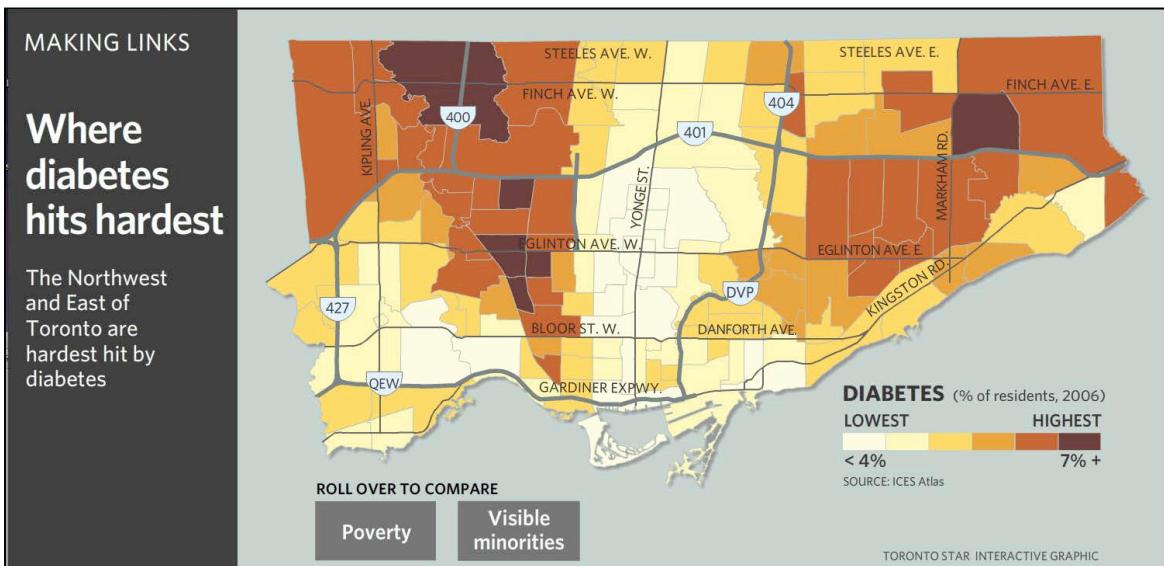 MAKING LINKS
Where
diabetes
hits hardest
The Northwest
and East of
Toronto are
hardest hit by
diabetes
STEELES AVE. W.
STEELES AVE. E.
FINCH AVE. W.
FINCH AVE. E.
KIPLING AVE.
400
404
401
YONGE ST.
MARKHAM RD.
EGLINTON AVE. W.
EGLINTON AVE. E.
427
DVP
KINGSTON RD.
BLOOR ST. W.
DANFORTH AVE.
QEW
GARDINER EXPWY.
DIABETES (% of residents, 2006)
LOWEST HIGHEST
< 4% 7% +
SOURCE: ICES Atlas
ROLL OVER TO COMPARE
Poverty
Visible
minorities
TORONTO STAR INTERACTIVE GRAPHIC